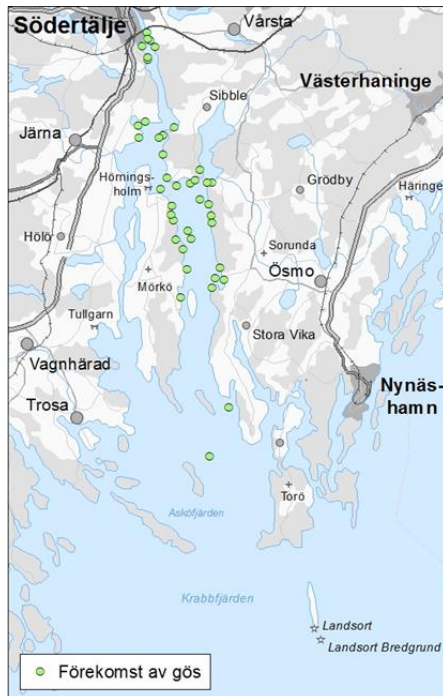 Södertälje
Vårsta
Västerhaninge
Sibble
Järna
Hörnings-
holm
Grödby
Häringe
Hölö
Sorunda
Ösmo
Mörkö
Tullgarn
Stora Vika
Vagnhärad
Trosa
Nynäs-
hamn
Torö
Asköfjärden
Krabbfjärden
Landsort
Landsort Bredgrund
Förekomst av gös